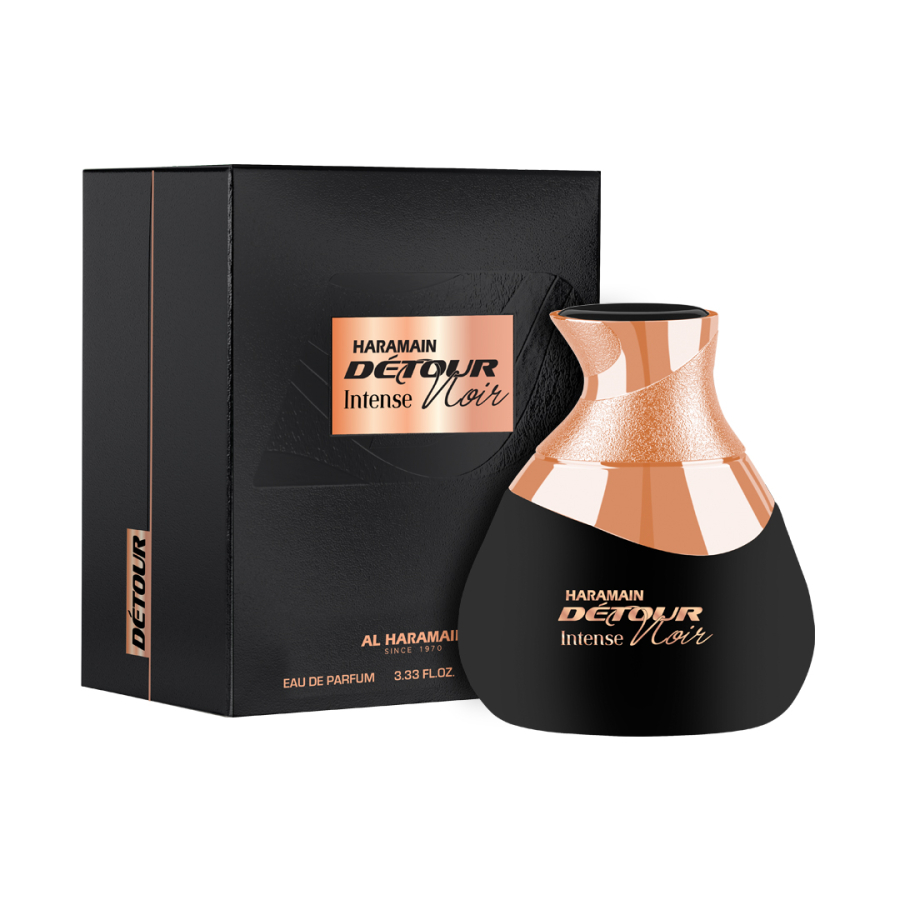 HARAMAIN
DÉTOUR
Intense Noir
DÉTOUR
AL HARAMAI
SINCE 1970
EAU DE PARFUM 3.33 FL.OZ.
HARAMAIN
DÉTOUR
Intense Noir